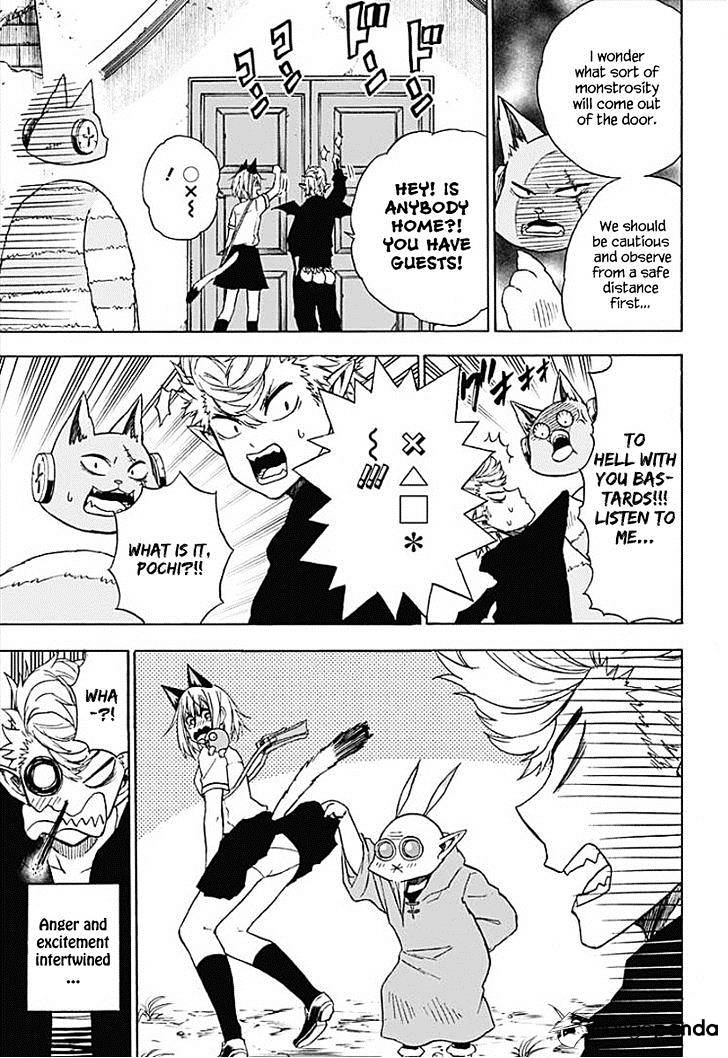 I wonder
what sort of
monstrosity
will come out
of the door.
We should
be cautious
and observe
from a safe
distance
first...
コン
コン
ドンドン
HEY! IS
ANYBODY
HOME?!
YOU HAVE
GUESTS!
!○×~
TO
HELL WITH
YOU BAS-
TARDS!!!
LISTEN TO
ME...
×△□*
~!!!
WHAT IS IT,
POCHI?!!
WHA
-?!
Anger and
excitement
intertwined
...